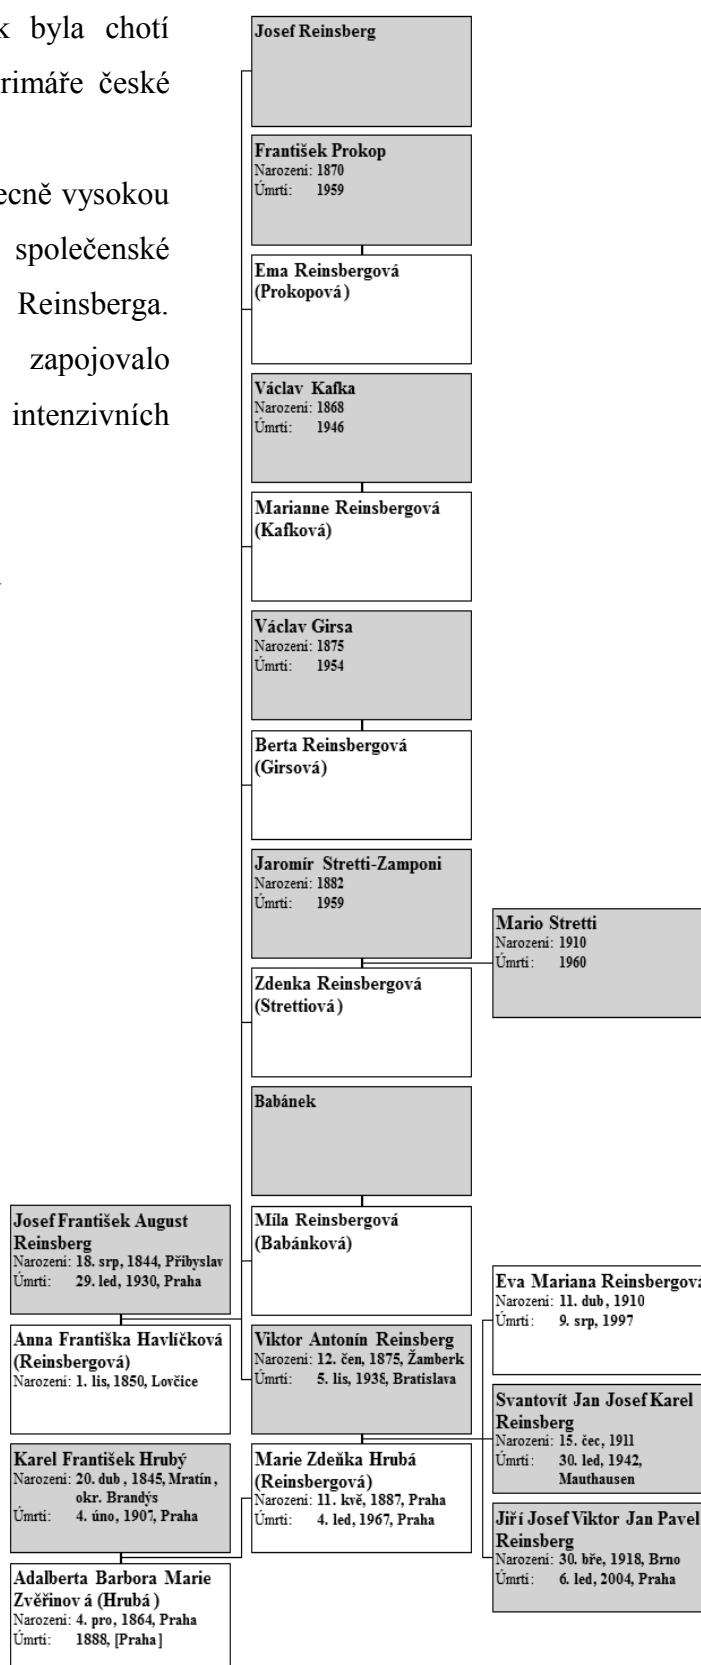 k byla chotí
rimáře české
ecně vysokou
společenské
Reinsberga.
zapojovalo
intenzivních
Josef Reinsberg
František Prokop
Narození: 1870
Úmrtí: 1959
Ema Reinsbergová
(Prokopová)
Václav Kafka
Narození: 1868
Úmrtí: 1946
Marianne Reinsbergová
(Kafková)
Václav Girsa
Narození: 1875
Úmrtí: 1954
Berta Reinsbergová
(Girsová)
Jaromír Stretti-Zamponi
Narození: 1882
Úmrtí: 1959
Mario Stretti
Narození: 1910
Úmrtí: 1960
Zdenka Reinsbergová
(Strettiová)
Babánek
Míla Reinsbergová
(Babánková)
Josef František August
Reinsberg
Narození: 18. srp, 1844, Přibyslav
Úmrtí: 29. led, 1930, Praha
Anna Františka Havlíčková
(Reinsbergová)
Narození: 1. lis, 1850, Lovčice
Viktor Antonín Reinsberg
Narození: 12. čen, 1875, Žamberk
Úmrtí: 5. lis, 1938, Bratislava
Eva Mariana Reinsbergová
Narození: 11. dub, 1910
Úmrtí: 9. srp, 1997
Svantovít Jan Josef Karel
Reinsberg
Narození: 15. čec, 1911
Úmrtí: 30. led, 1942,
Mauthausen
Karel František Hrubý
Narození: 20. dub, 1845, Mratín,
okr. Brandýs
Úmrtí: 4. úno, 1907, Praha
Marie Zdeňka Hrubá
(Reinsbergová)
Narození: 11. kvě, 1887, Praha
Úmrtí: 4. led, 1967, Praha
Jiří Josef Viktor Jan Pavel
Reinsberg
Narození: 30. bře, 1918, Brno
Úmrtí: 6. led, 2004, Praha
Adalberta Barbora Marie
Zvěřinová (Hrubá)
Narození: 4. pro, 1864, Praha
Úmrtí: 1888, [Praha]